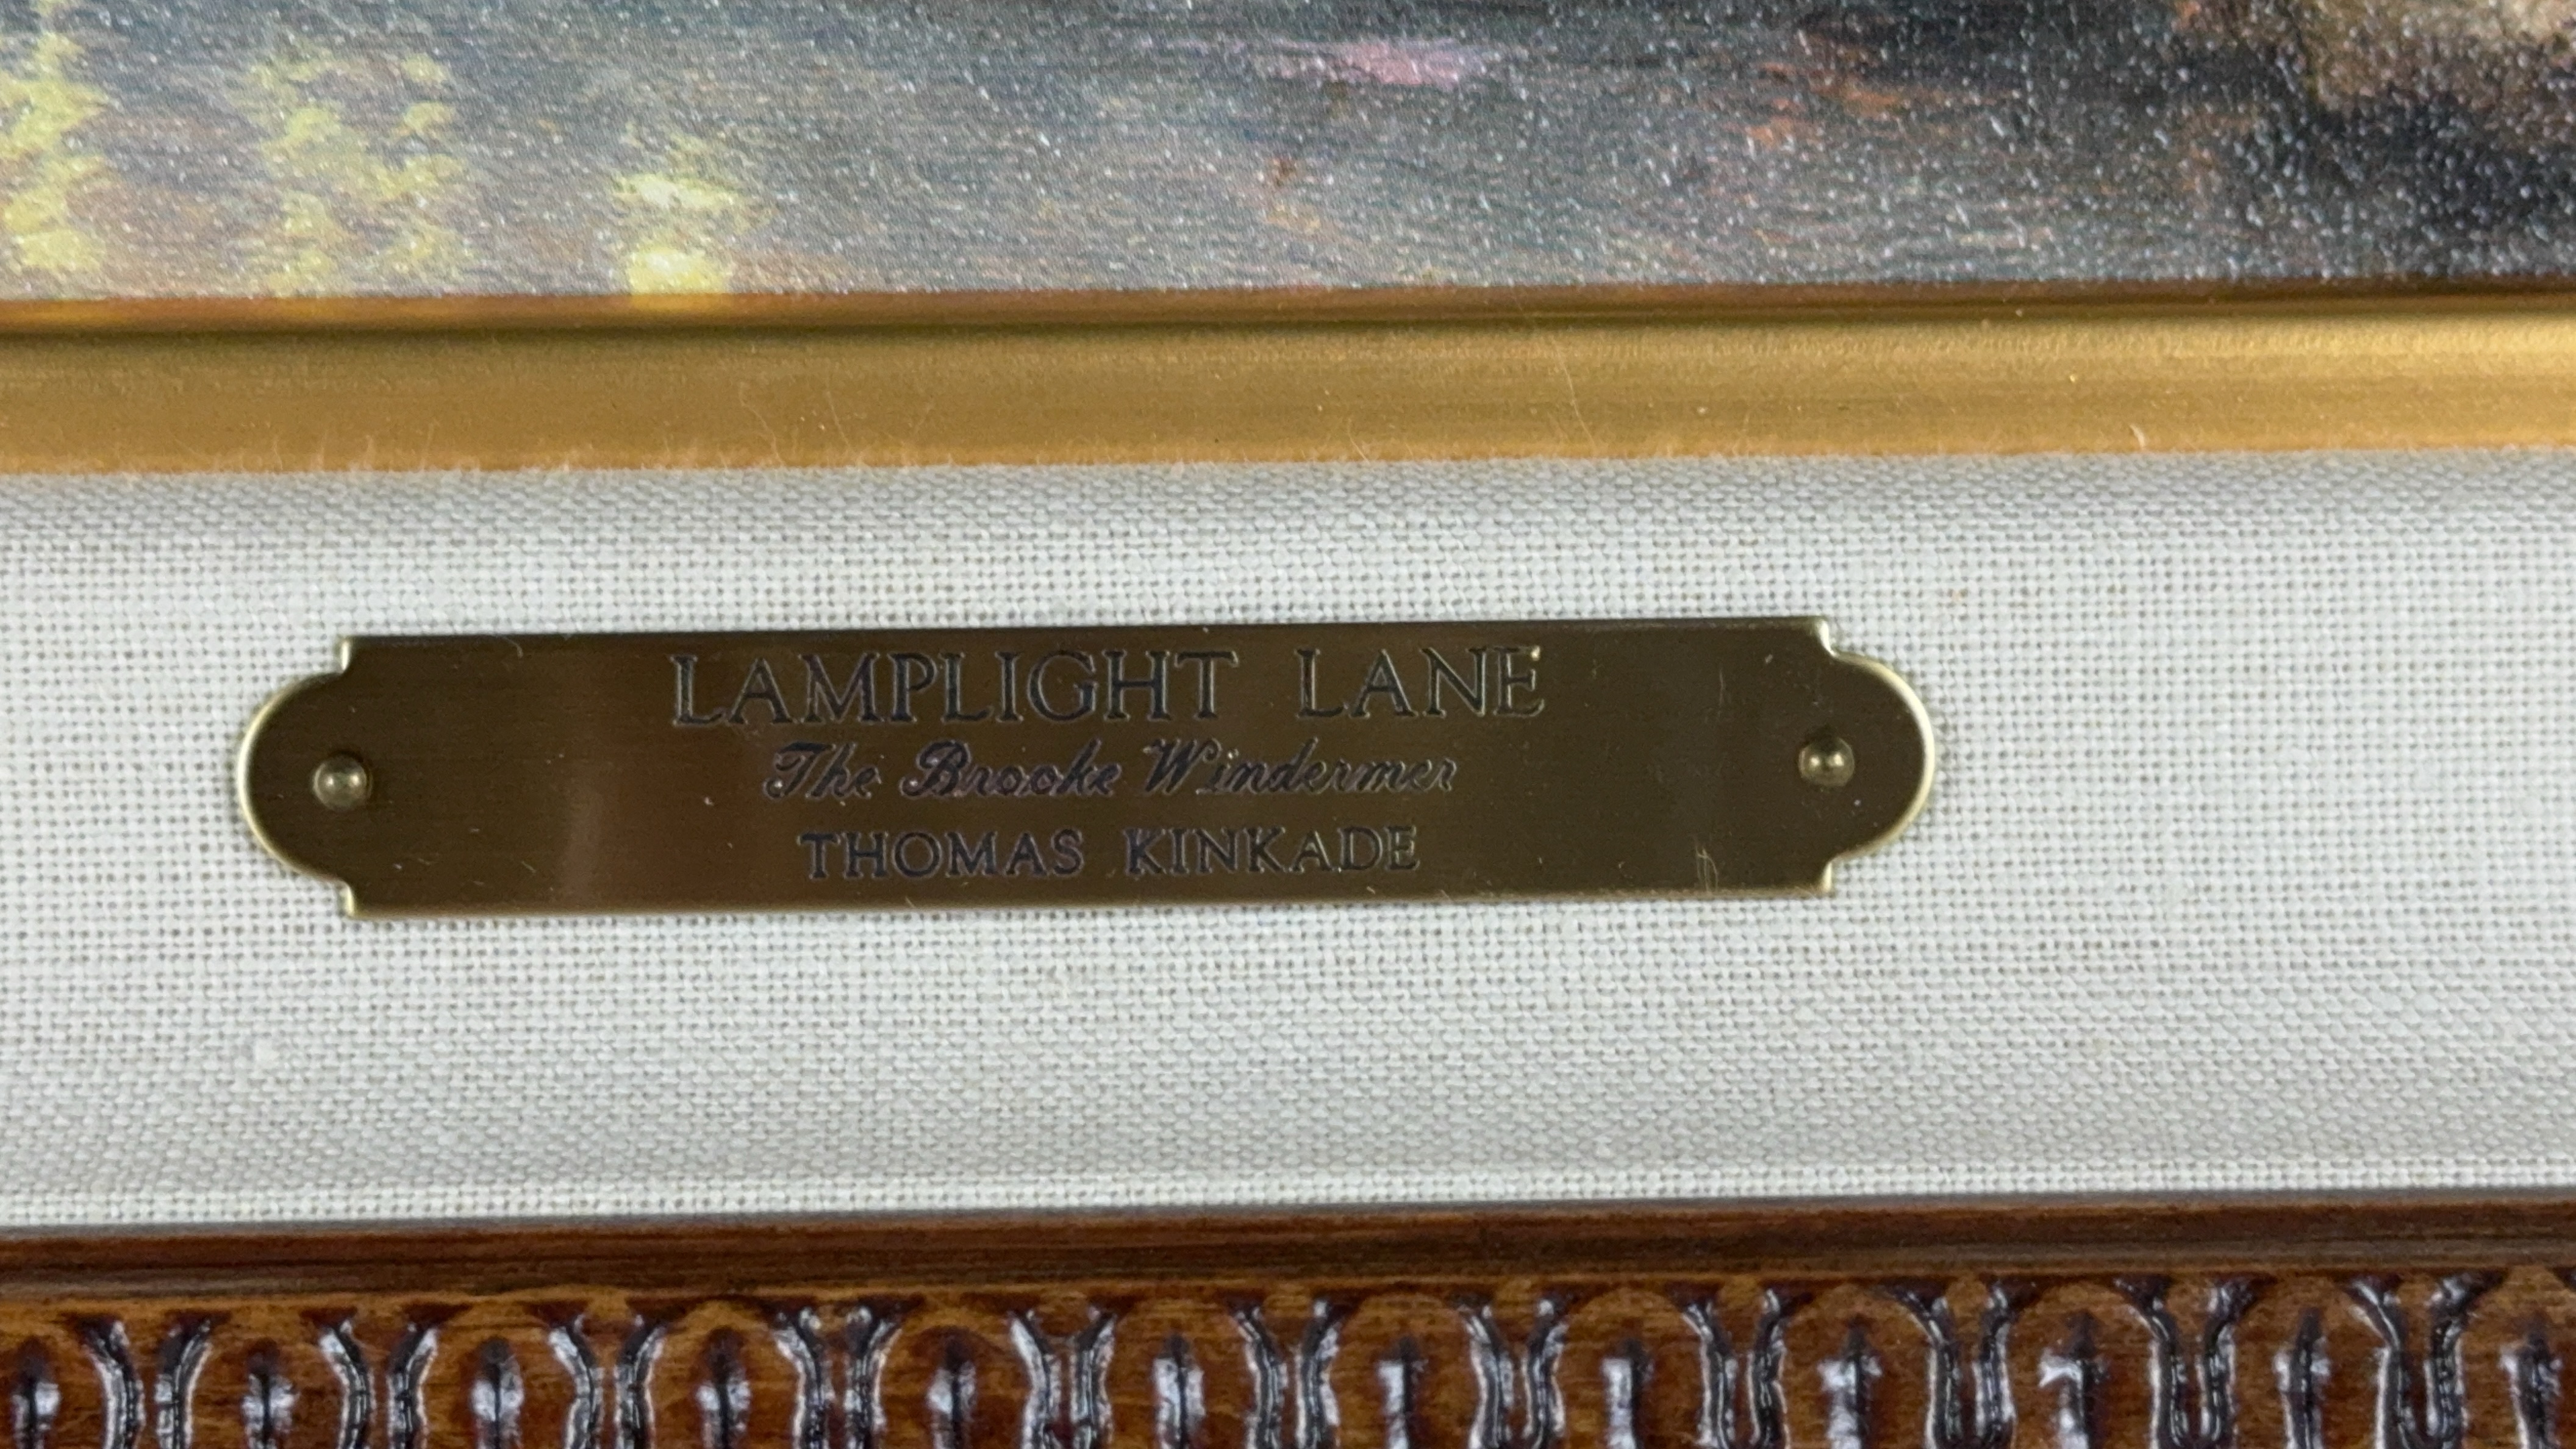 LAMPLIGHT LANE
The Brooke Windermer
THOMAS KINKADE